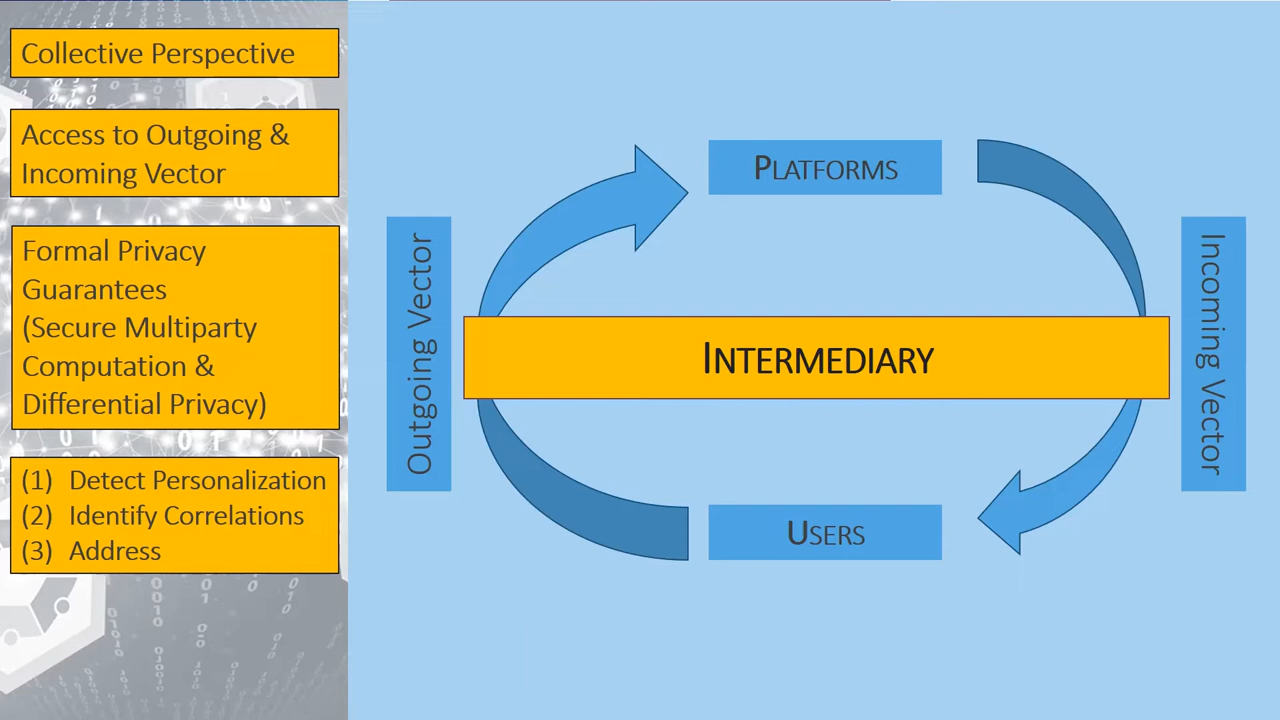 Collective Perspective
Access to Outgoing &
Incoming Vector
Formal Privacy
Guarantees
(Secure Multiparty
Computation &
Differential Privacy)
(1) Detect Personalization
(2) Identify Correlations
(3) Address
PLATFORMS
Outgoing Vector
Incoming Vector
INTERMEDIARY
USERS